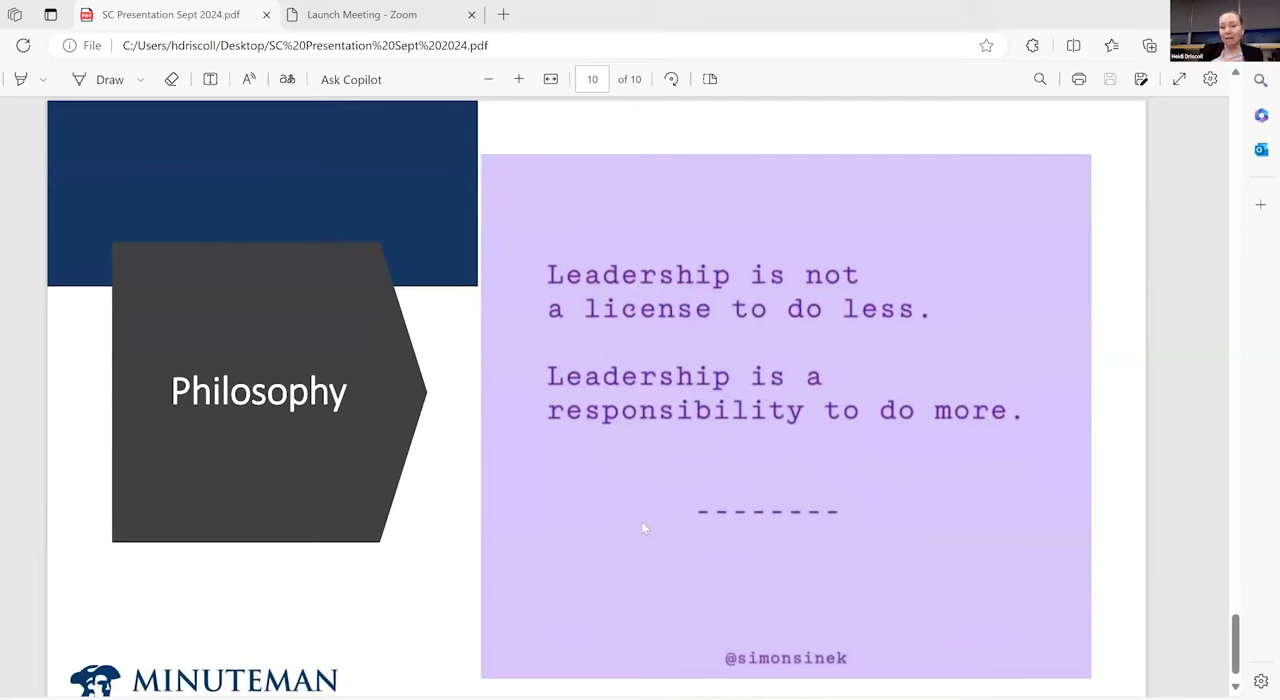 SC Presentation Sept 2024.pdf
Launch Meeting - Zoom
File
C:/Users/hdriscoll/Desktop/SC%20Presentation%20Sept%202024.pdf
Draw
Ask Copilot
10 of 10
Heidi Driscoll
Philosophy
Leadership is not
a license to do less.
Leadership is a
responsibility to do more.
--------
@simonsinek
MINUTEMAN